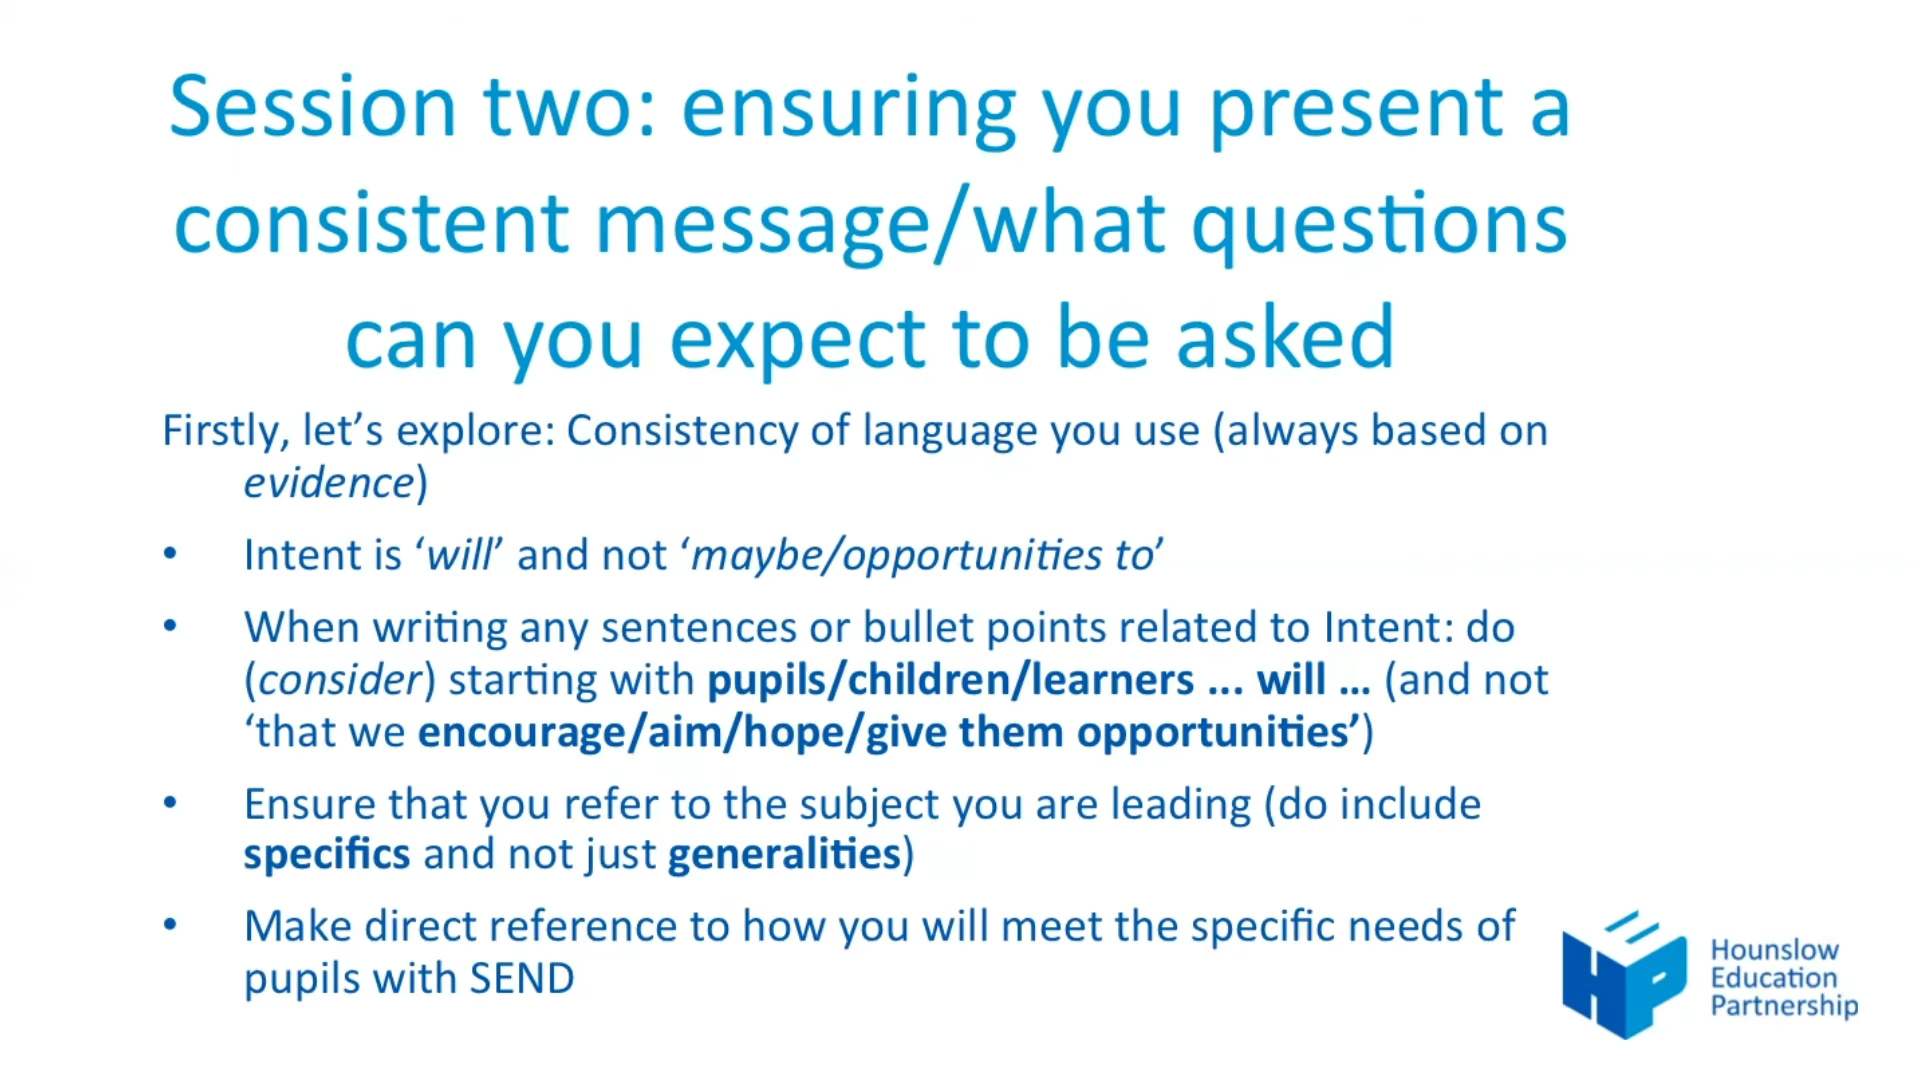 Session two: ensuring you present a
consistent message/what questions
can you expect to be asked
Firstly, let’s explore: Consistency of language you use (always based on
evidence)
• Intent is ‘will’ and not ‘maybe/opportunities to’
• When writing any sentences or bullet points related to Intent: do
(consider) starting with pupils/children/learners ... will ... (and not
‘that we encourage/aim/hope/give them opportunities’)
• Ensure that you refer to the subject you are leading (do include
specifics and not just generalities)
• Make direct reference to how you will meet the specific needs of
pupils with SEND
HEP
Hounslow
Education
Partnership